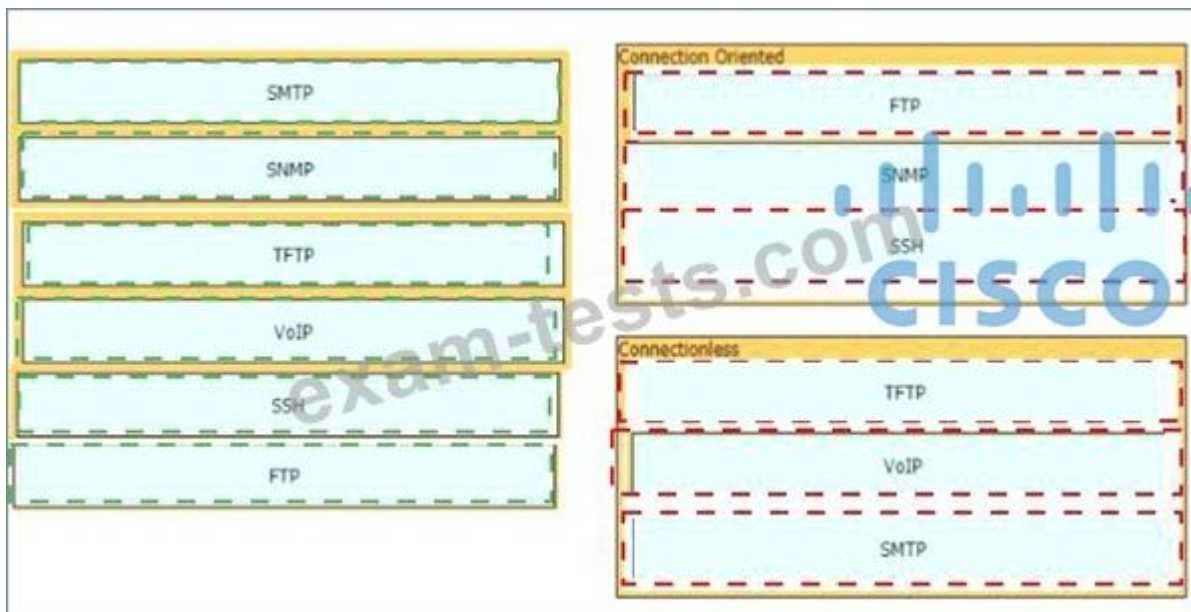 SMTP
SNMP
TFTP
VoIP
SSH
FTP
Connection Oriented
FTP
SNMP
SSH
CISCO
Connectionless
TFTP
VoIP
SMTP
exam-tests.com